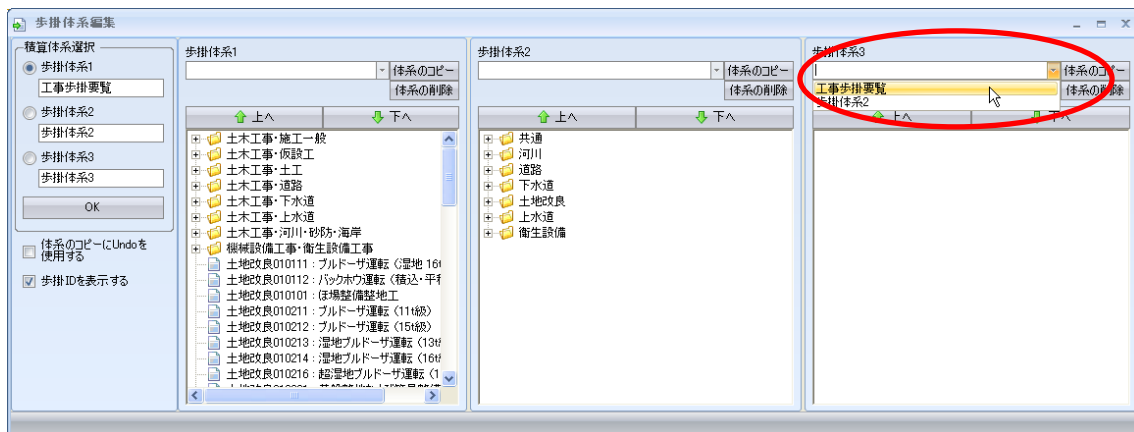 歩掛体系編集
積算体系選択
歩掛体系1
工事歩掛要覧
歩掛体系2
歩掛体系2
歩掛体系3
歩掛体系3
OK
体系のコピーにUndoを
使用する
歩掛IDを表示する
歩掛体系1
体系のコピー
体系の削除
上へ
下へ
土木工事・施工一般
土木工事・仮設工
土木工事・土工
土木工事・道路
土木工事・下水道
土木工事・上水道
土木工事・河川・砂防・海岸
機械設備工事・衛生設備工事
土地改良010111：ブルドーザ運転（湿地 16t
土地改良010112：バックホウ運転（積込・平
土地改良010101：ほ場整備整地工
土地改良010211：ブルドーザ運転（11t級）
土地改良010212：ブルドーザ運転（15t級）
土地改良010213：湿地ブルドーザ運転（13t
土地改良010214：湿地ブルドーザ運転（16t
土地改良010216：超湿地ブルドーザ運転（1
歩掛体系2
体系のコピー
体系の削除
上へ
下へ
共通
河川
道路
下水道
土地改良
上水道
衛生設備
歩掛体系3
体系のコピー
工事歩掛要覧
体系の削除
歩掛体系2
上へ
下へ